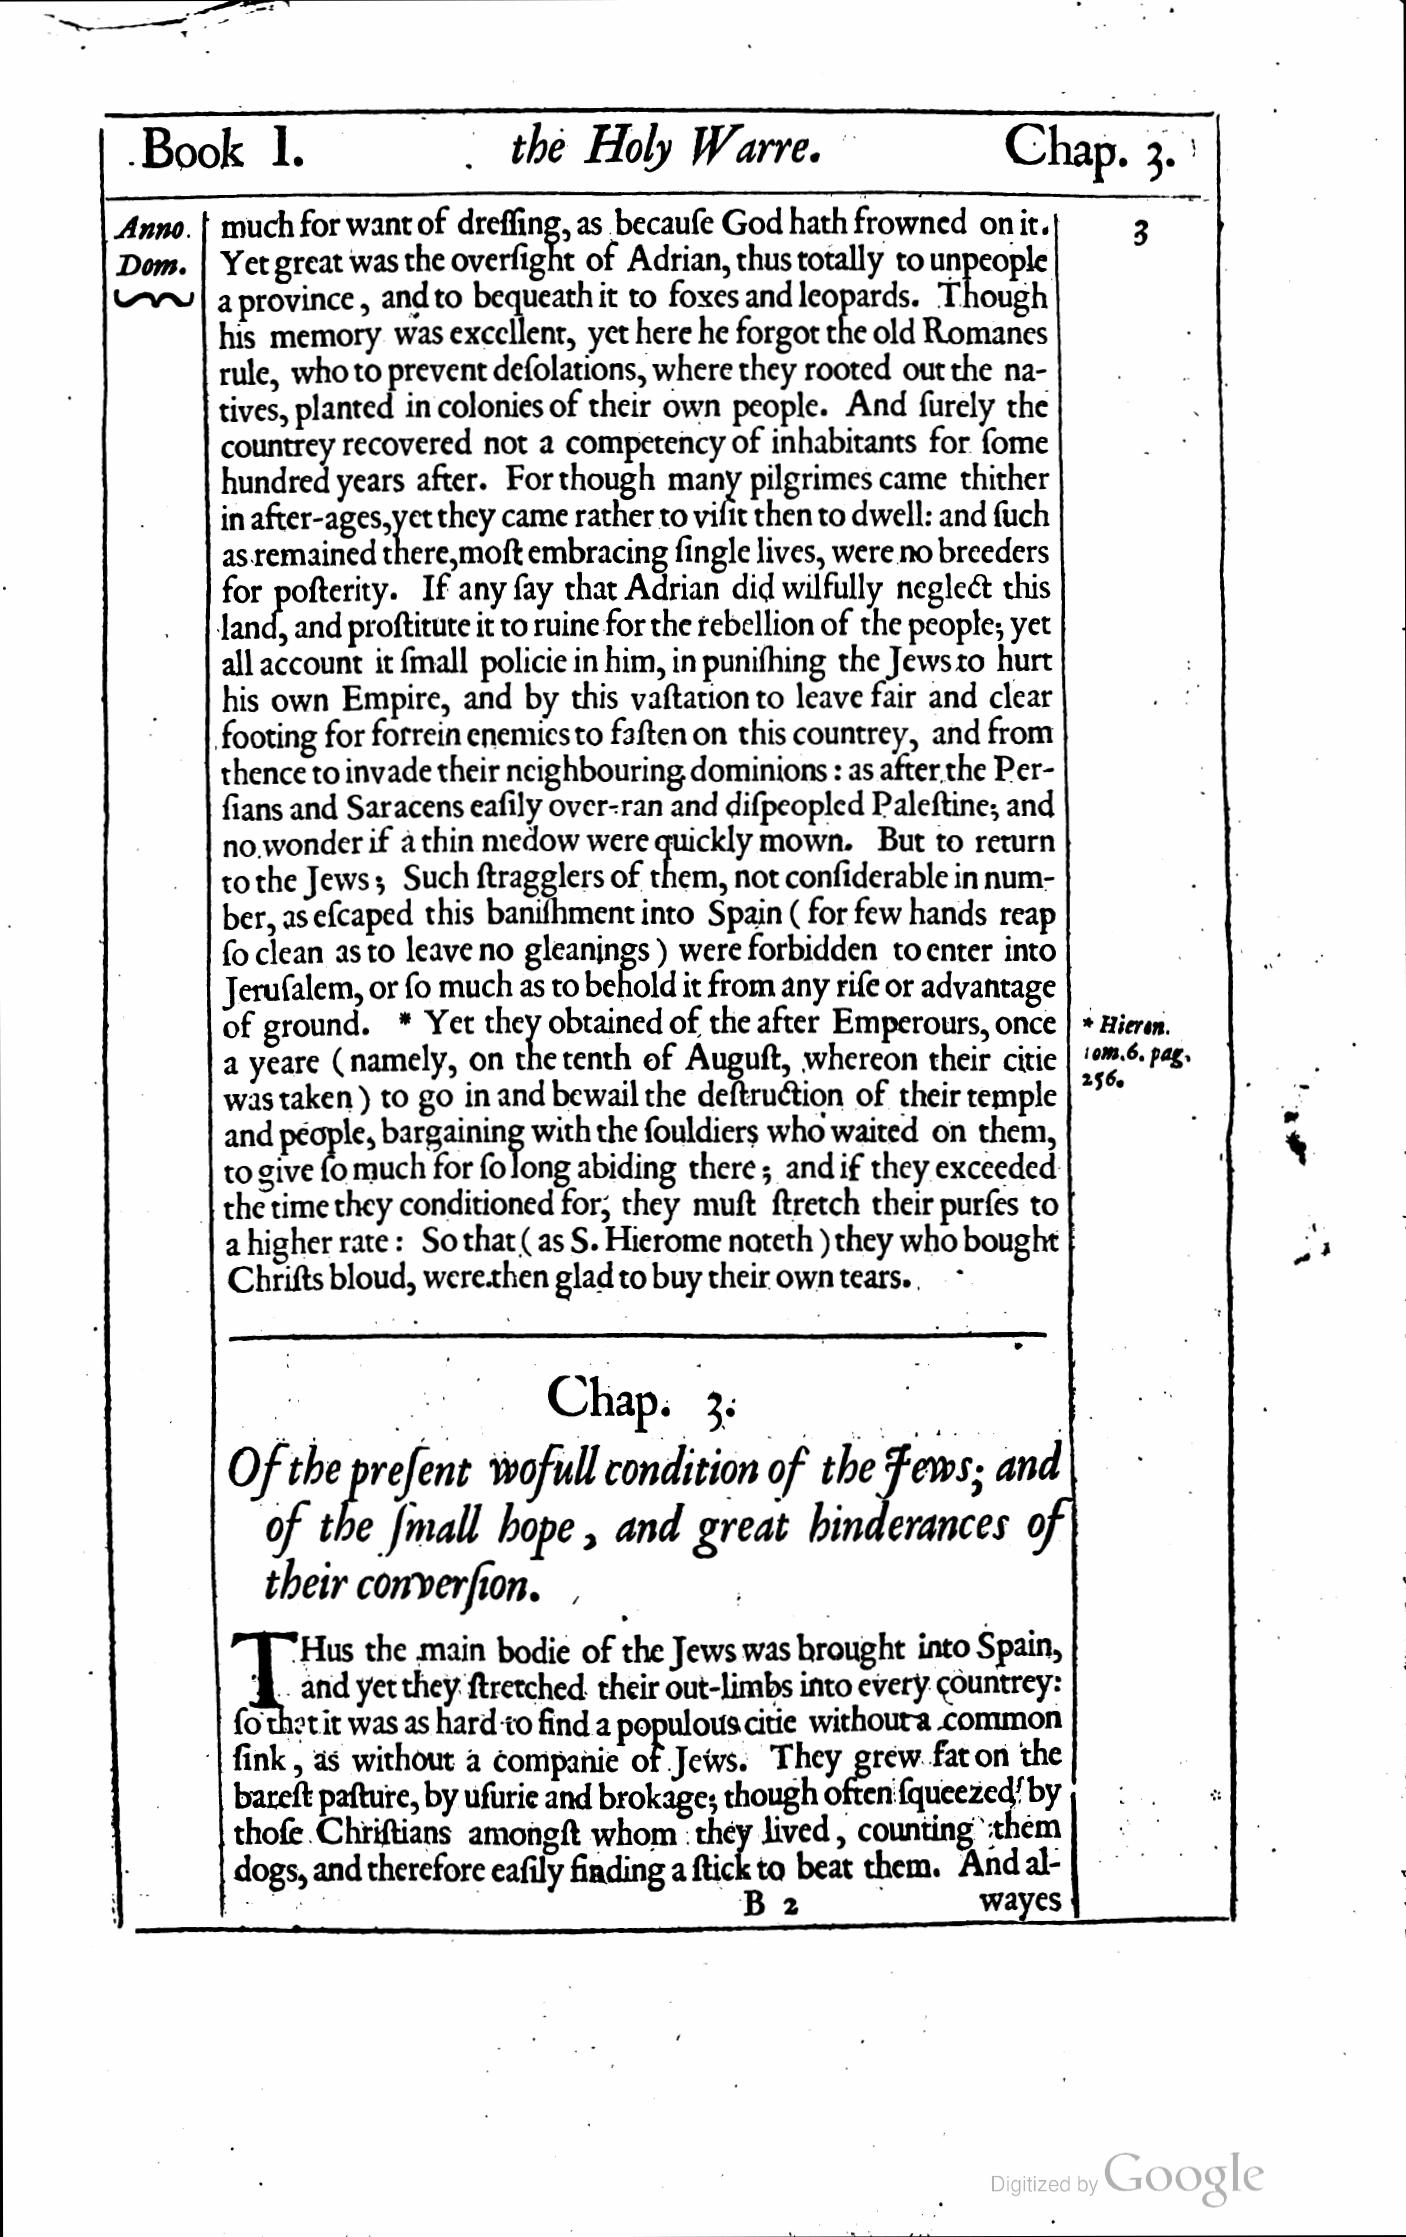 Book I.
the Holy Warre.
Chap. 3.
3
Anno.
Dom.
much for want of dreſſing, as becauſe God hath frowned on it.
Yet great was the overſight of Adrian, thus totally to unpeople
a province, and to bequeath it to foxes and leopards. Though
his memory was excellent, yet here he forgot the old Romanes
rule, who to prevent deſolations, where they rooted out the na-
tives, planted in colonies of their own people. And ſurely the
countrey recovered not a competency of inhabitants for ſome
hundred years after. For though many pilgrimes came thither
in after-ages, yet they came rather to viſit then to dwell: and ſuch
as remained there, moſt embracing ſingle lives, were no breeders
for poſterity. If any ſay that Adrian did wilfully neglect this
land, and proſtitute it to ruine for the rebellion of the people; yet
all account it ſmall policie in him, in puniſhing the Jews to hurt
his own Empire, and by this vaſtation to leave fair and clear
footing for forrein enemies to faſten on this countrey, and from
thence to invade their neighbouring dominions: as after the Per-
ſians and Saracens eaſily over-ran and diſpeopled Paleſtine; and
no wonder if a thin medow were quickly mown. But to return
to the Jews; Such ſtragglers of them, not conſiderable in num-
ber, as eſcaped this baniſhment into Spain (for few hands reap
ſo clean as to leave no gleanings) were forbidden to enter into
Jeruſalem, or ſo much as to behold it from any riſe or advantage
of ground. * Yet they obtained of the after Emperours, once
a yeare (namely, on the tenth of Auguſt, whereon their citie
was taken) to go in and bewail the deſtruction of their temple
and people, bargaining with the ſouldiers who waited on them,
to give ſo much for ſo long abiding there; and if they exceeded
the time they conditioned for, they muſt ſtretch their purſes to
a higher rate: So that (as S. Hierome noteth) they who bought
Chriſts bloud, were then glad to buy their own tears.
* Hieron.
tom.6. pag.
256.
Chap. 3.
Of the preſent wofull condition of the Jews; and
of the ſmall hope, and great hinderances of
their converſion.
THus the main bodie of the Jews was brought into Spain,
and yet they ſtretched their out-limbs into every countrey:
ſo that it was as hard to find a populous citie without a common
ſink, as without a companie of Jews. They grew fat on the
bareſt paſture, by uſurie and brokage; though often ſqueezed by
thoſe Chriſtians amongſt whom they lived, counting them
dogs, and therefore eaſily finding a ſtick to beat them. And al-
B 2
wayes
Digitized by Google